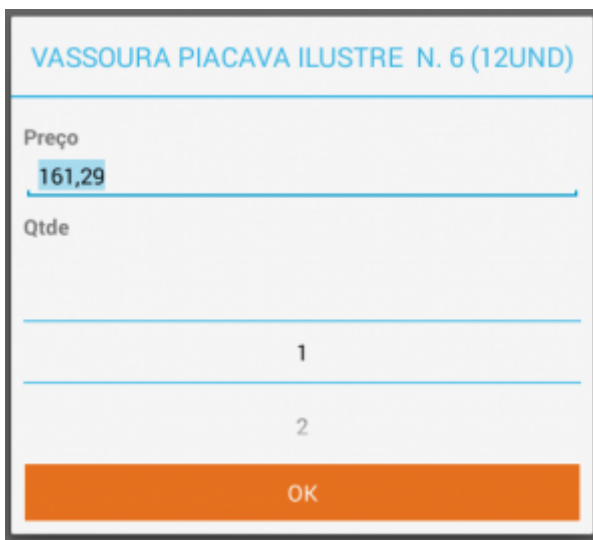 VASSOURA PIACAVA ILUSTRE N. 6 (12UND)
Preço
161,29
Qtde
1
2
OK